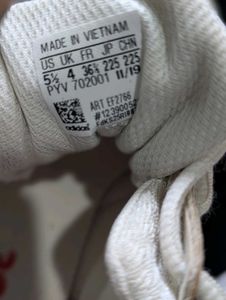 MADE IN VIETNAM
US UK FR JP CHN
5½ 4 36⅔ 225 225
PYV 702001 11/19
ART EF2766
adidas